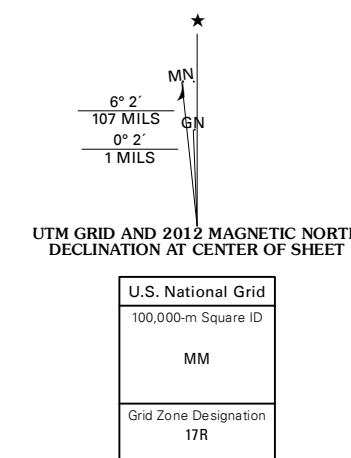 ★
MN.
6° 2´
107 MILS
GN
0° 2´
1 MILS
UTM GRID AND 2012 MAGNETIC NORTH
DECLINATION AT CENTER OF SHEET
U.S. National Grid
100,000-m Square ID
MM
Grid Zone Designation
17R